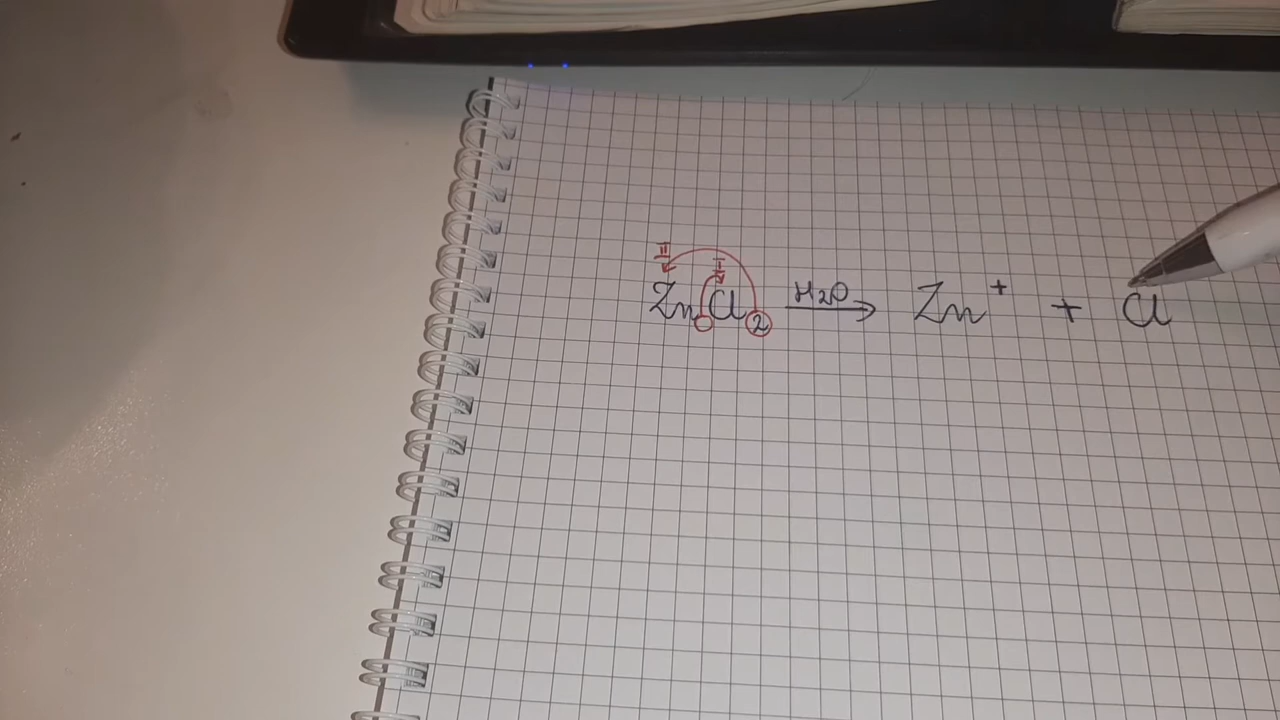 II I
ZnCl2 H2O→ Zn+ + Cl